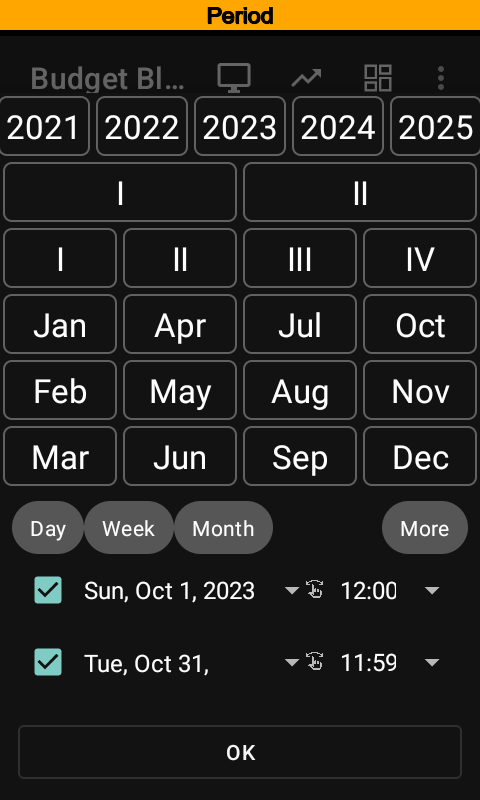 Period
Budget Bl...
2021 2022 2023 2024 2025
I II
I II III IV
Jan Apr Jul Oct
Feb May Aug Nov
Mar Jun Sep Dec
Day Week Month More
Sun, Oct 1, 2023 12:00
Tue, Oct 31, 11:59
OK